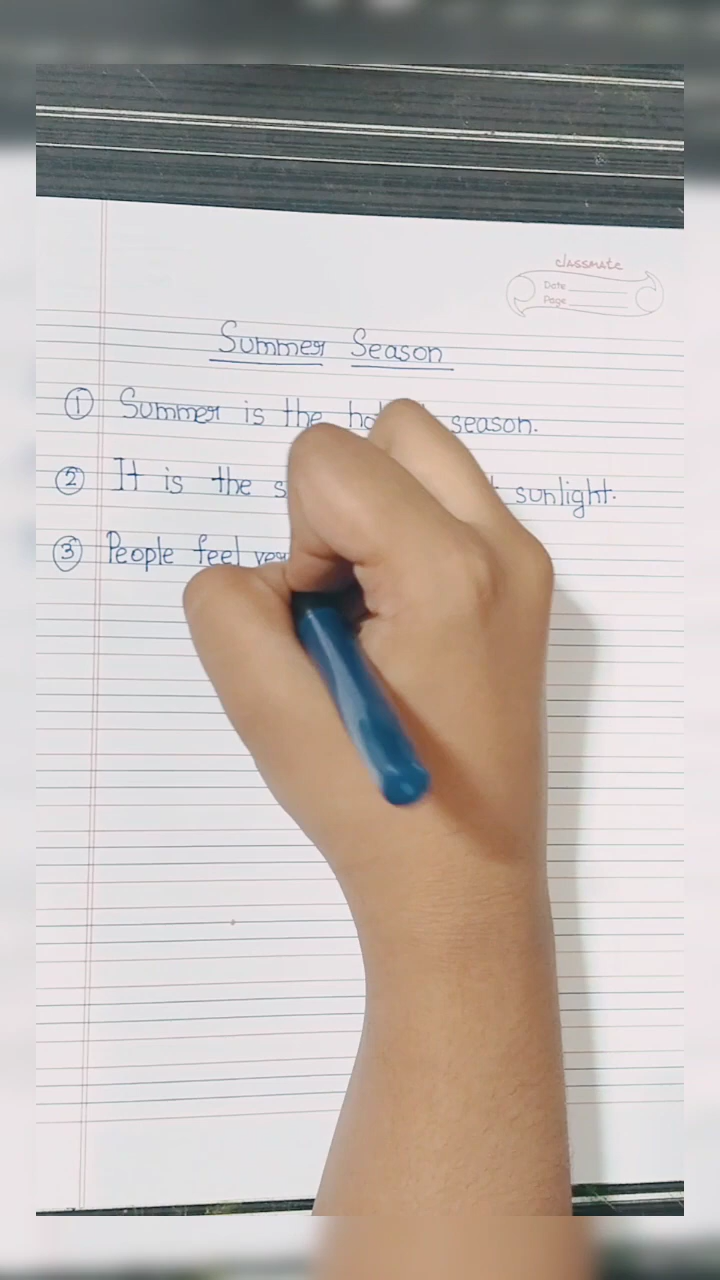 classmate
Date
Page
Summer Season
① Summer is the season.
② It is the sunlight.
③ People feel